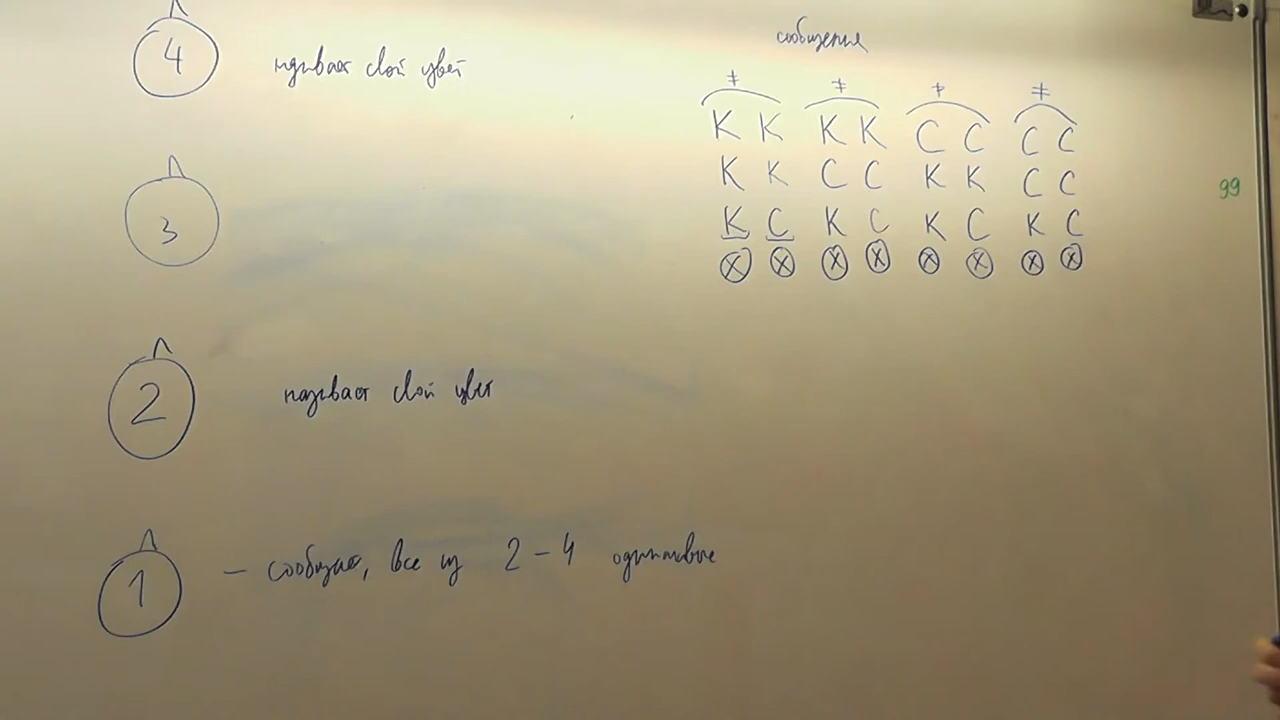 сообщения
4 называет свой цвет
≠ ≠ ≠ ≠
К К К К С С С С
К К С С К К С С
К С К С К С К С
X X X X X X X X
99
3
2 называет свой цвет
1 – сообщает, все из 2 – 4 одинаковые